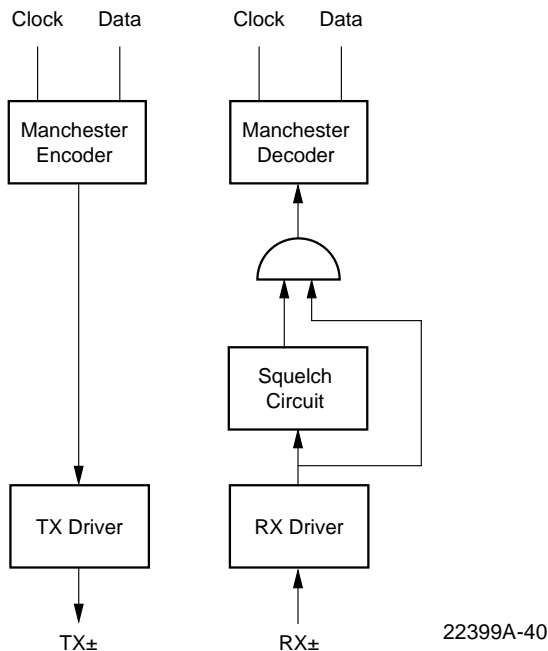 Clock Data Clock Data
Manchester
Encoder
Manchester
Decoder
Squelch
Circuit
TX Driver
RX Driver
TX±
RX±
22399A-40